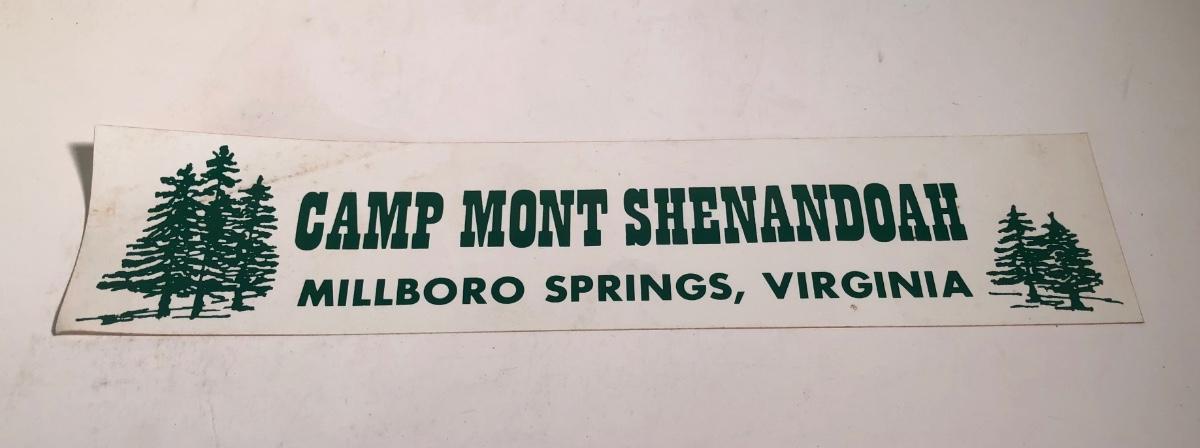 CAMP MONT SHENANDOAH
MILLBORO SPRINGS, VIRGINIA